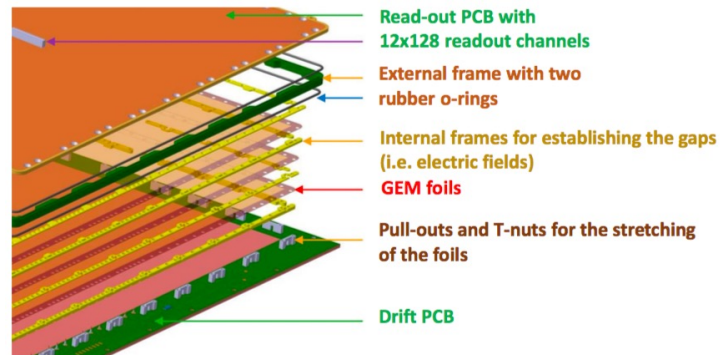 Read-out PCB with
12x128 readout channels
External frame with two
rubber o-rings
Internal frames for establishing the gaps
(i.e. electric fields)
GEM foils
Pull-outs and T-nuts for the stretching
of the foils
Drift PCB